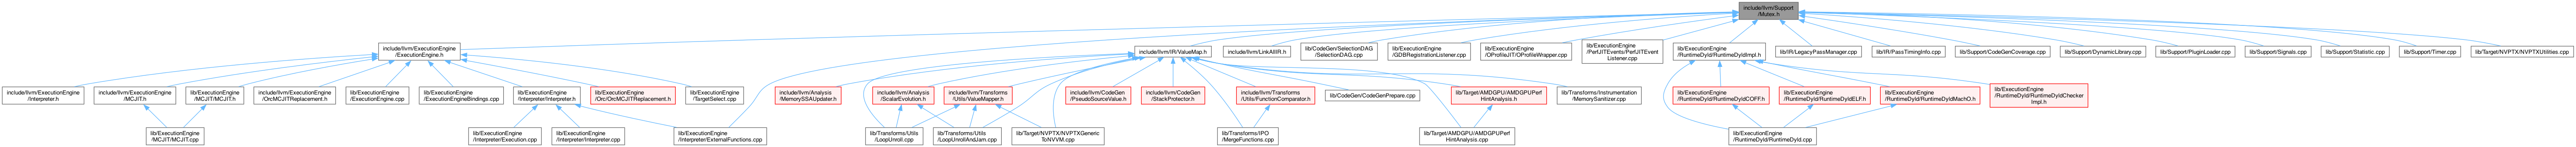 include/llvm/Support
/Mutex.h
include/llvm/ExecutionEngine
/ExecutionEngine.h
include/llvm/IR/ValueMap.h
include/llvm/LinkAllIR.h
lib/CodeGen/SelectionDAG
/SelectionDAG.cpp
lib/ExecutionEngine
/GDBRegistrationListener.cpp
lib/ExecutionEngine
/OProfileJIT/OProfileWrapper.cpp
lib/ExecutionEngine
/PerfJITEvents/PerfJITEvent
Listener.cpp
lib/ExecutionEngine
/RuntimeDyld/RuntimeDyldImpl.h
lib/IR/LegacyPassManager.cpp
lib/IR/PassTimingInfo.cpp
lib/Support/CodeGenCoverage.cpp
lib/Support/DynamicLibrary.cpp
lib/Support/PluginLoader.cpp
lib/Support/Signals.cpp
lib/Support/Statistic.cpp
lib/Support/Timer.cpp
lib/Target/NVPTX/NVPTXUtilities.cpp
include/llvm/ExecutionEngine
/Interpreter.h
include/llvm/ExecutionEngine
/MCJIT.h
lib/ExecutionEngine
/MCJIT/MCJIT.h
include/llvm/ExecutionEngine
/OrcMCJITReplacement.h
lib/ExecutionEngine
/ExecutionEngine.cpp
lib/ExecutionEngine
/ExecutionEngineBindings.cpp
lib/ExecutionEngine
/Interpreter/Interpreter.h
lib/ExecutionEngine
/Orc/OrcMCJITReplacement.h
lib/ExecutionEngine
/TargetSelect.cpp
include/llvm/Analysis
/MemorySSAUpdater.h
include/llvm/Analysis
/ScalarEvolution.h
include/llvm/Transforms
/Utils/ValueMapper.h
include/llvm/CodeGen
/PseudoSourceValue.h
include/llvm/CodeGen
/StackProtector.h
include/llvm/Transforms
/Utils/FunctionComparator.h
lib/CodeGen/CodeGenPrepare.cpp
lib/Target/AMDGPU/AMDGPUPerf
HintAnalysis.h
lib/Transforms/Instrumentation
/MemorySanitizer.cpp
lib/ExecutionEngine
/RuntimeDyld/RuntimeDyldCOFF.h
lib/ExecutionEngine
/RuntimeDyld/RuntimeDyldELF.h
lib/ExecutionEngine
/RuntimeDyld/RuntimeDyldMachO.h
lib/ExecutionEngine
/RuntimeDyld/RuntimeDyldChecker
Impl.h
lib/ExecutionEngine
/MCJIT/MCJIT.cpp
lib/ExecutionEngine
/Interpreter/Execution.cpp
lib/ExecutionEngine
/Interpreter/Interpreter.cpp
lib/ExecutionEngine
/Interpreter/ExternalFunctions.cpp
lib/Transforms/Utils
/LoopUnroll.cpp
lib/Transforms/Utils
/LoopUnrollAndJam.cpp
lib/Target/NVPTX/NVPTXGeneric
ToNVVM.cpp
lib/Transforms/IPO
/MergeFunctions.cpp
lib/Target/AMDGPU/AMDGPUPerf
HintAnalysis.cpp
lib/ExecutionEngine
/RuntimeDyld/RuntimeDyld.cpp